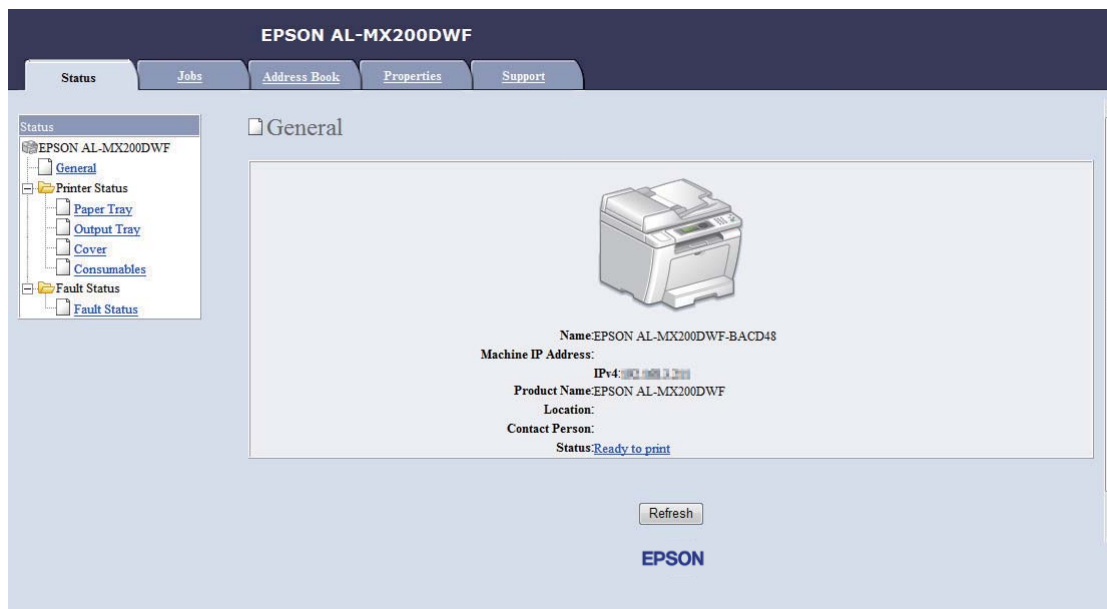 EPSON AL-MX200DWF
Status Jobs Address Book Properties Support
Status
EPSON AL-MX200DWF
General
Printer Status
Paper Tray
Output Tray
Cover
Consumables
Fault Status
Fault Status
General
Name:EPSON AL-MX200DWF-BACD48
Machine IP Address:
IPv4:
Product Name:EPSON AL-MX200DWF
Location:
Contact Person:
Status:Ready to print
Refresh
EPSON